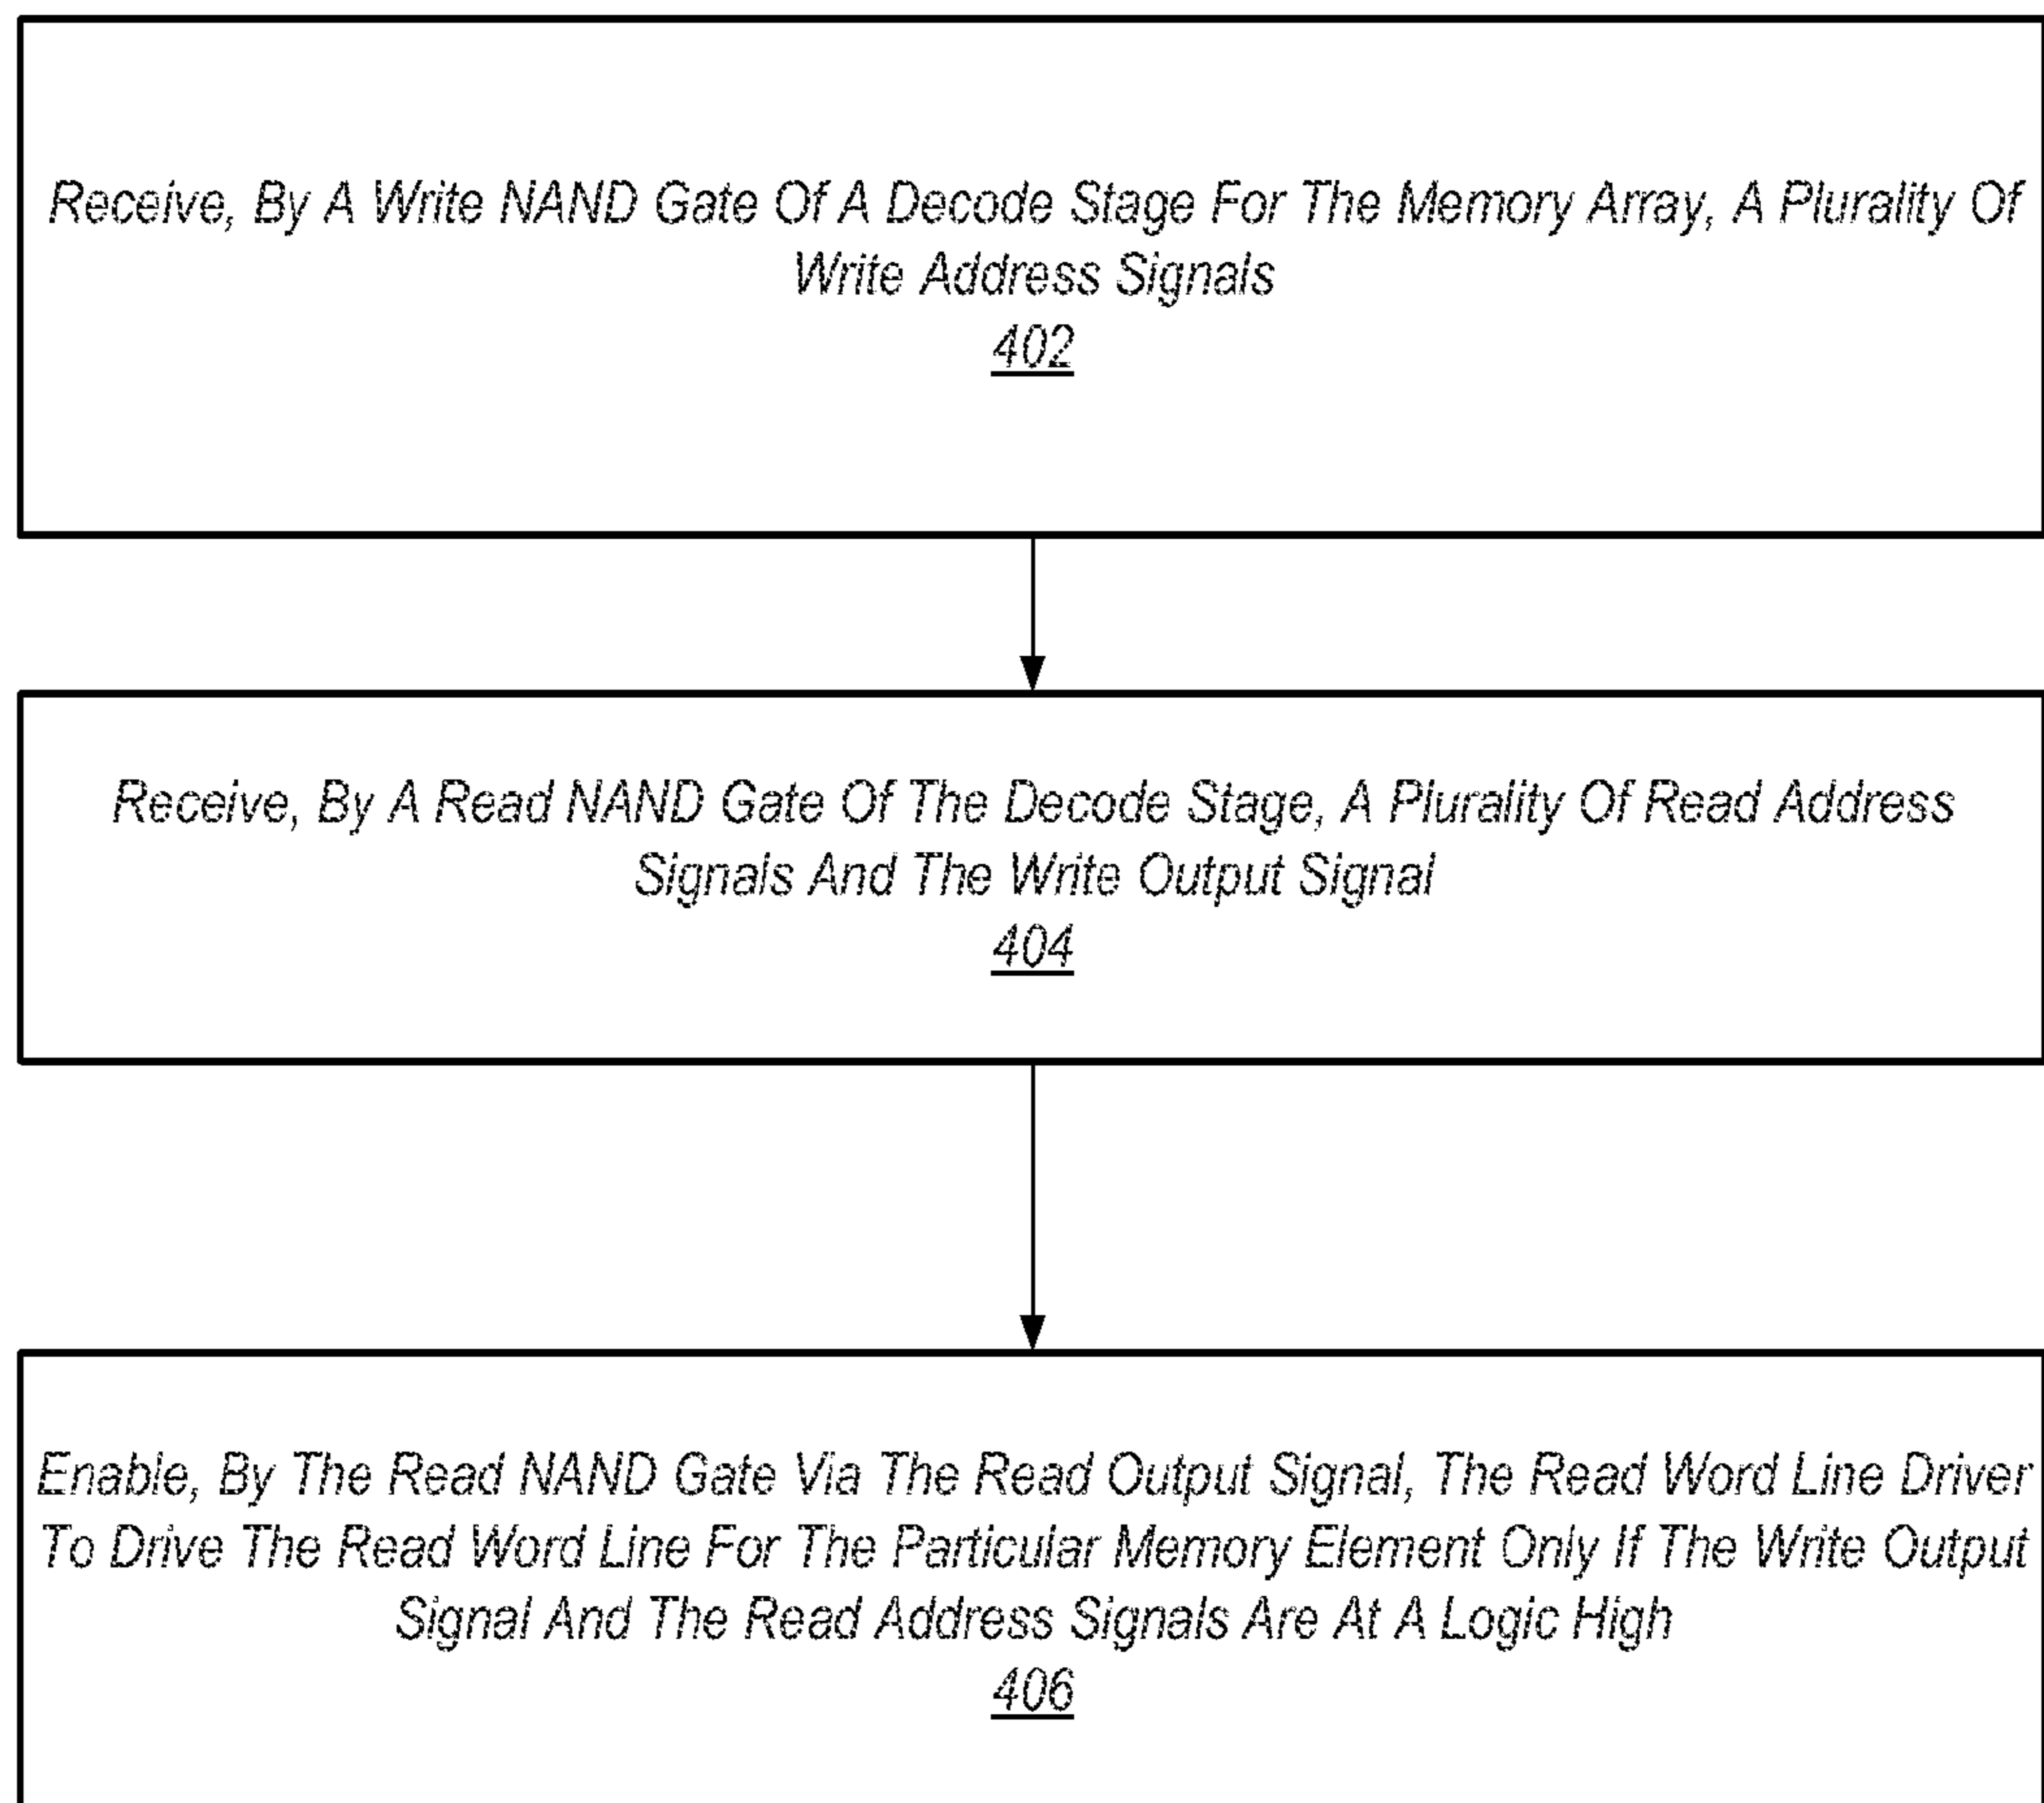 Receive, By A Write NAND Gate Of A Decode Stage For The Memory Array, A Plurality Of
Write Address Signals
402
Receive, By A Read NAND Gate Of The Decode Stage, A Plurality Of Read Address
Signals And The Write Output Signal
404
Enable, By The Read NAND Gate Via The Read Output Signal, The Read Word Line Driver
To Drive The Read Word Line For The Particular Memory Element Only If The Write Output
Signal And The Read Address Signals Are At A Logic High
406